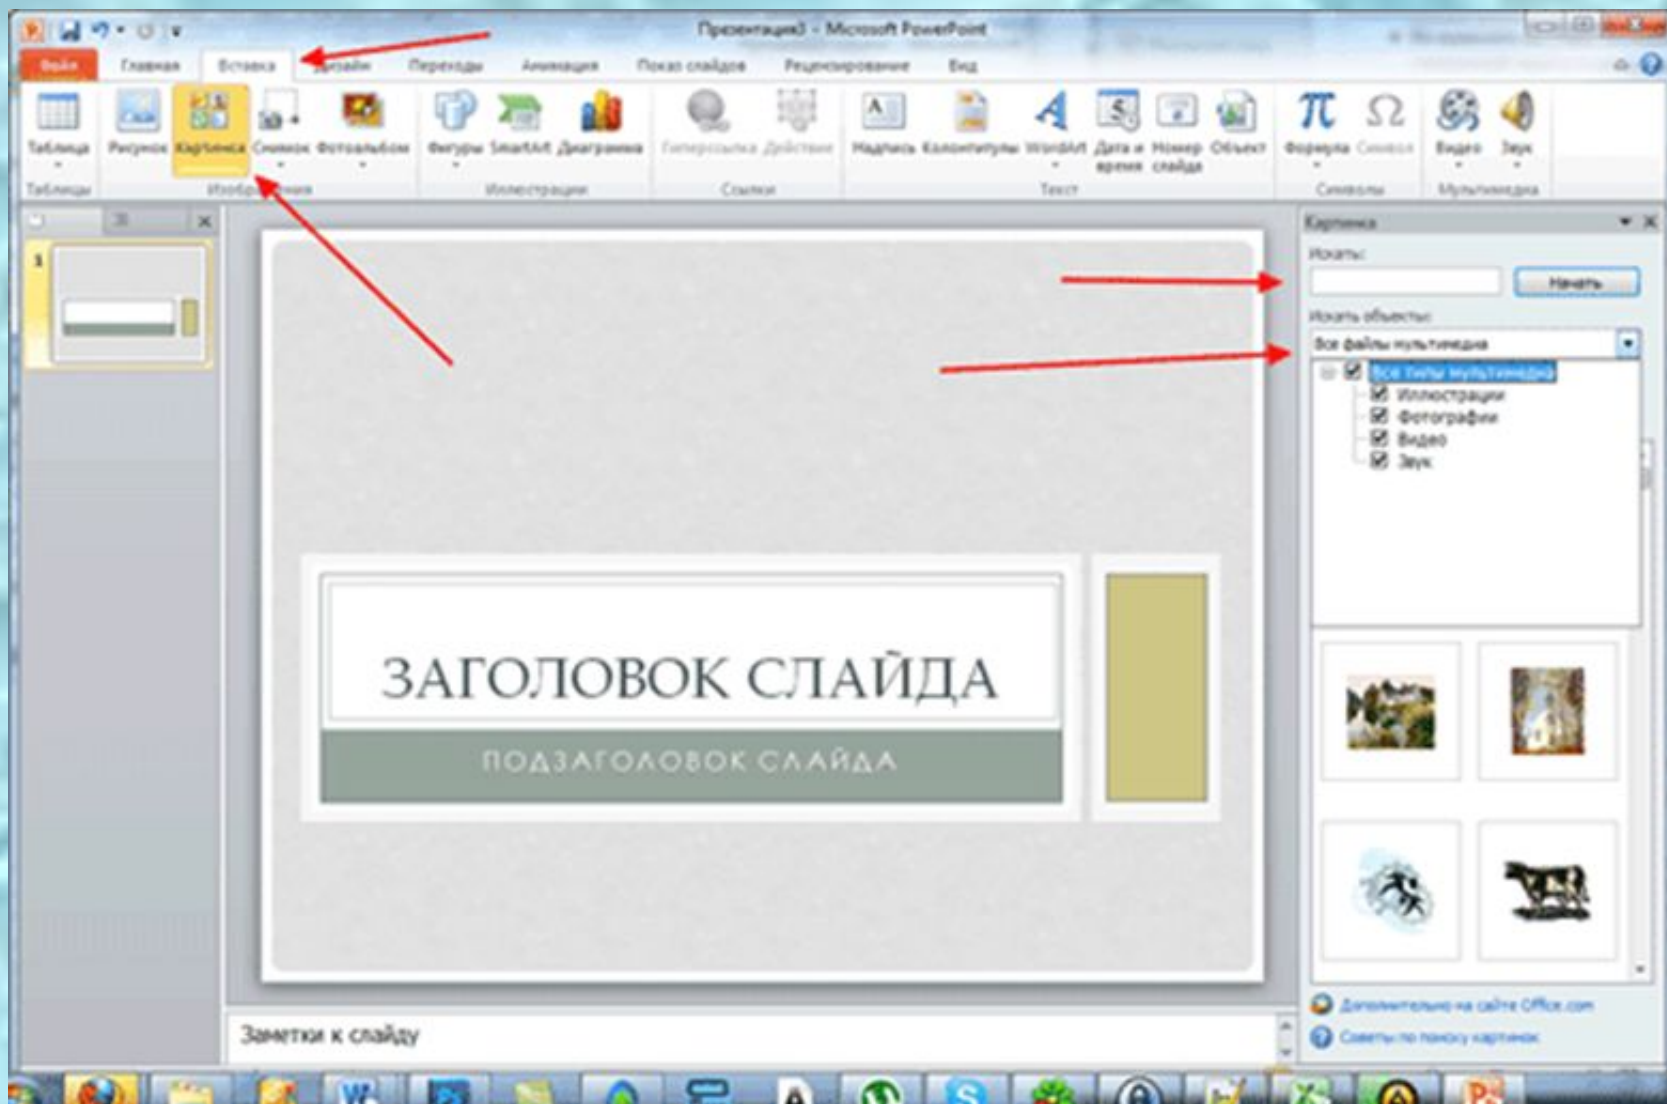 Презентация3 – Microsoft PowerPoint
Файл Главная Вставка Дизайн Переходы Анимация Показ слайдов Рецензирование Вид
Таблица Рисунок Картинка Снимок Фотоальбом Фигуры SmartArt Диаграмма Гиперссылка Действие Надпись Колонтитулы WordArt Дата и время Номер слайда Объект Формула Символ Видео Звук
Таблицы Изображения Иллюстрации Ссылки Текст Символы Мультимедиа
1
Картинка
Искать:
Начать
Искать объекты:
Все файлы мультимедиа
Все типы мультимедиа
Иллюстрации
Фотографии
Видео
Звук
ЗАГОЛОВОК СЛАЙДА
ПОДЗАГОЛОВОК СЛАЙДА
Заметки к слайду
Дополнительно на сайте Office.com
Советы по поиску картинок